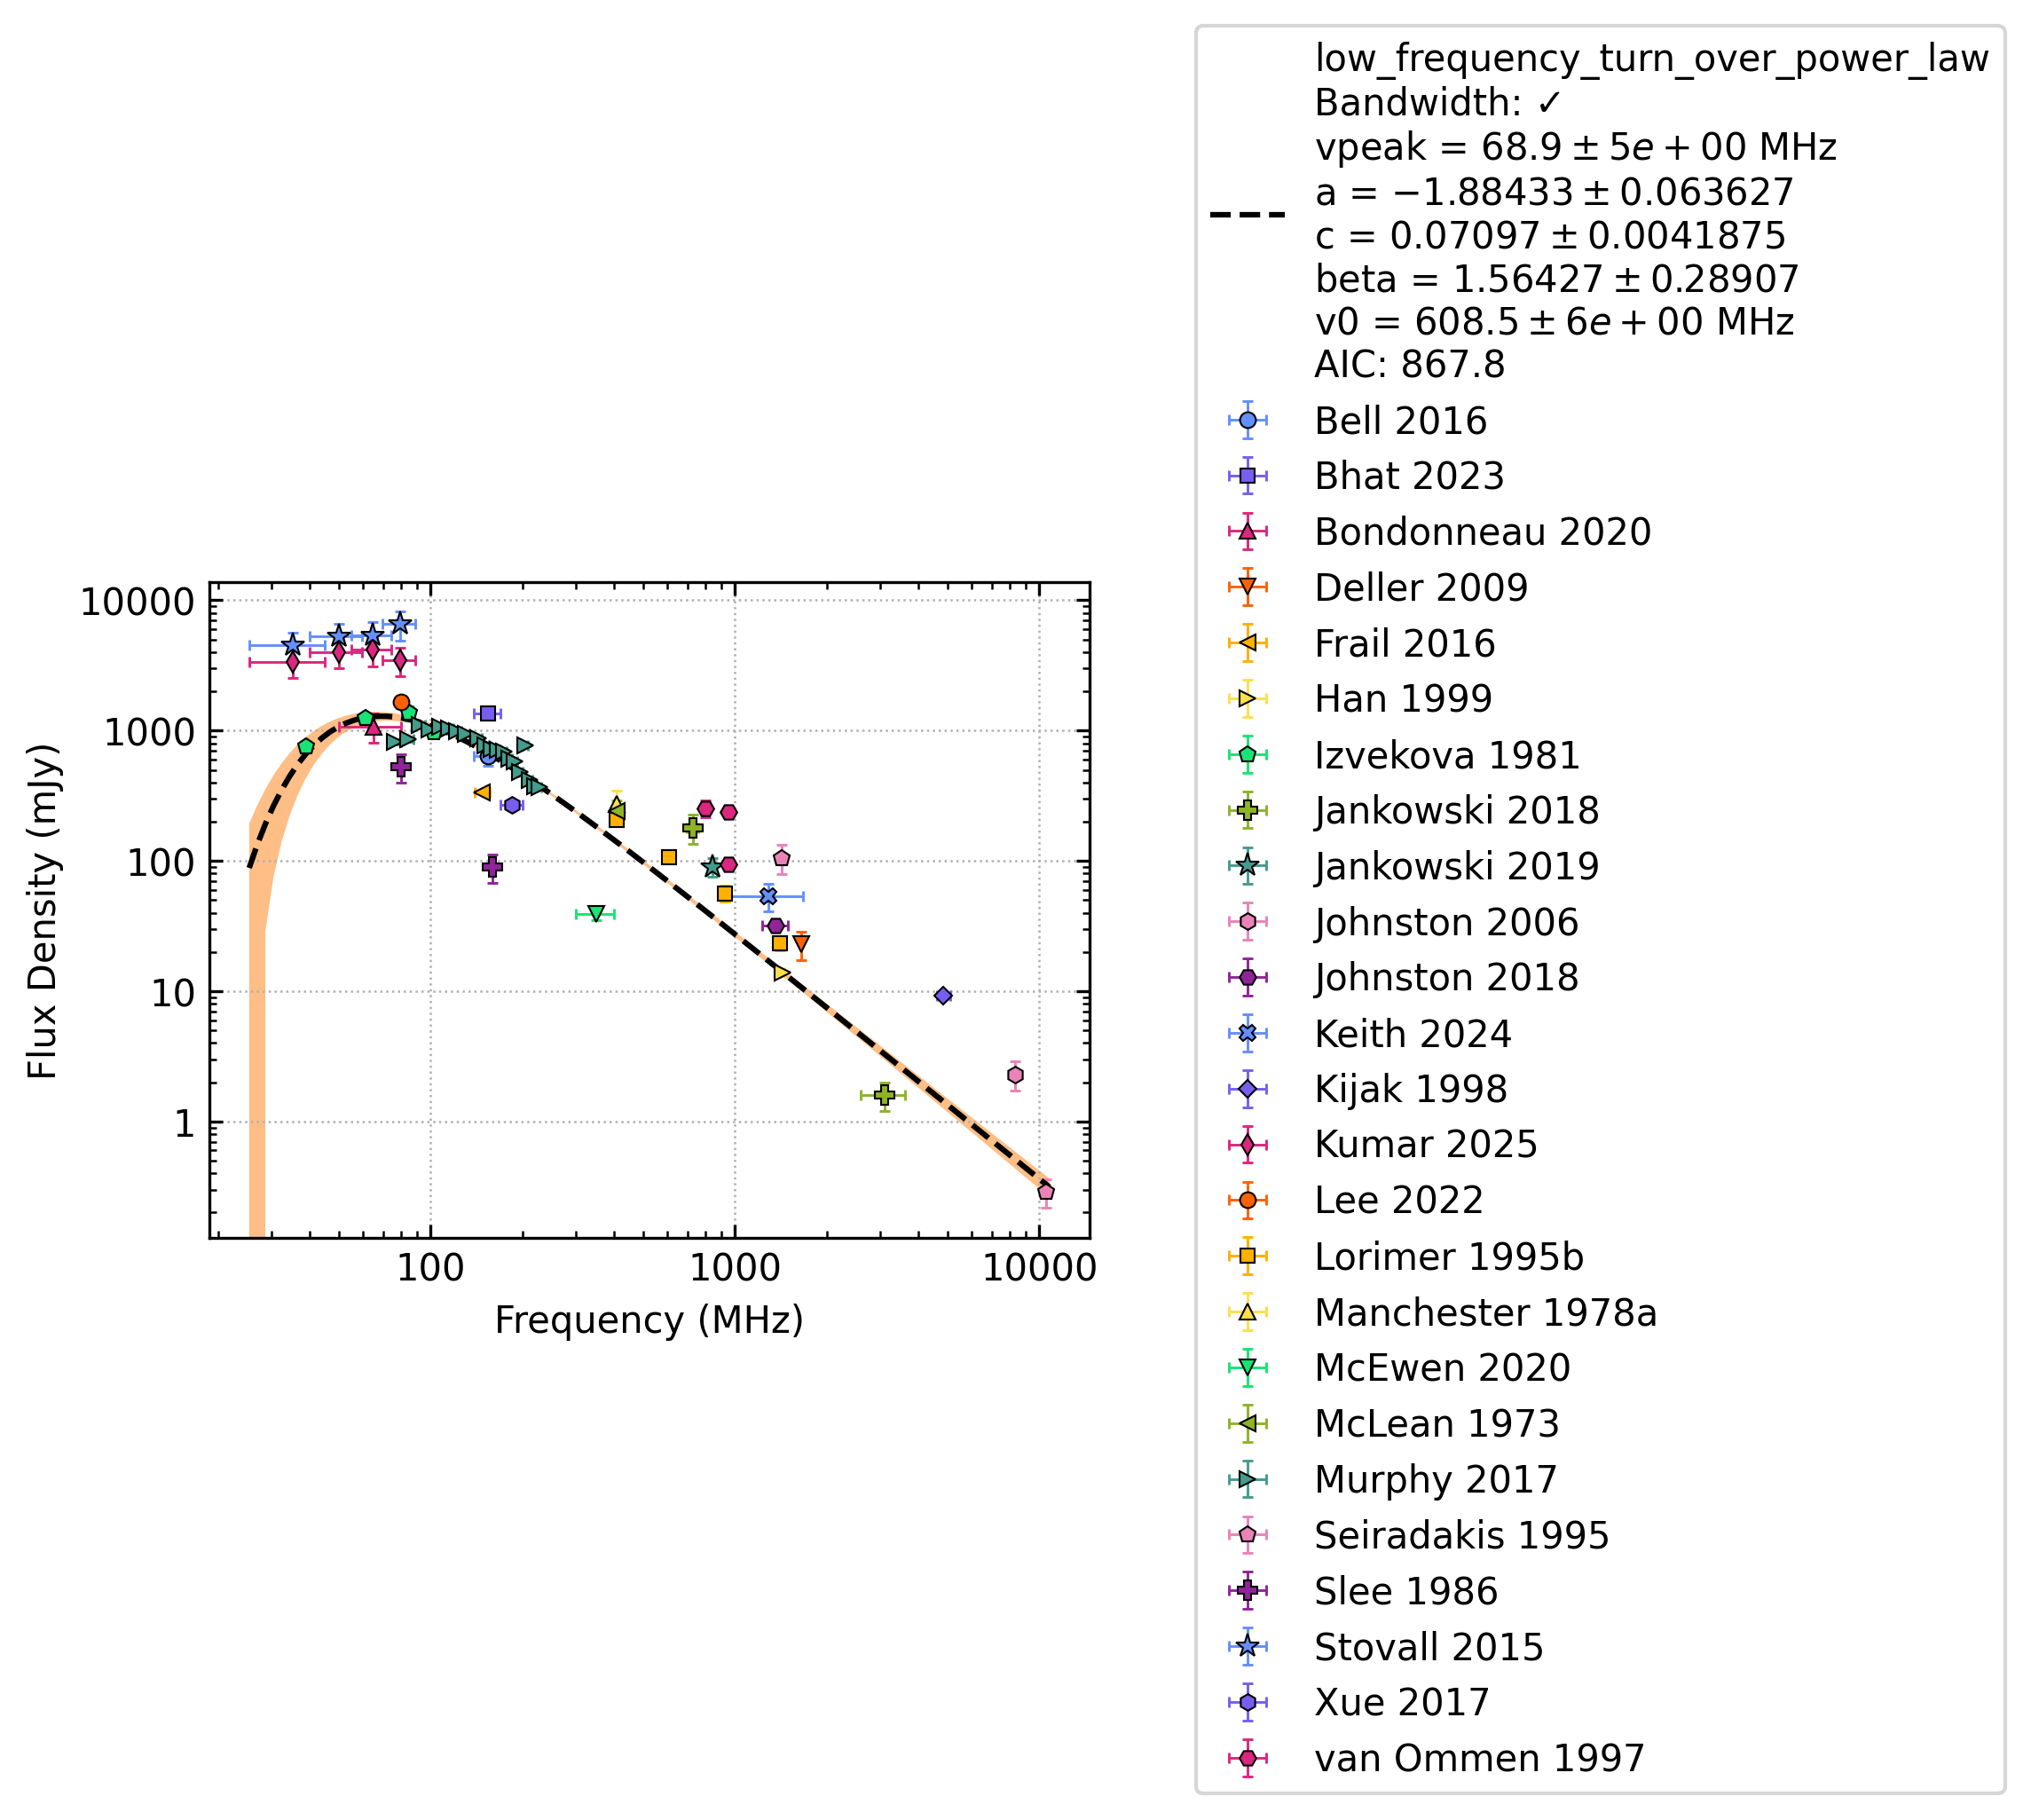 low_frequency_turn_over_power_law
Bandwidth: ✓
vpeak = 68.9 ± 5e + 00 MHz
a = −1.88433 ± 0.063627
c = 0.07097 ± 0.0041875
beta = 1.56427 ± 0.28907
v0 = 608.5 ± 6e + 00 MHz
AIC: 867.8
Bell 2016
Bhat 2023
Bondonneau 2020
Deller 2009
Frail 2016
Han 1999
Izvekova 1981
Jankowski 2018
Jankowski 2019
Johnston 2006
Johnston 2018
Keith 2024
Kijak 1998
Kumar 2025
Lee 2022
Lorimer 1995b
Manchester 1978a
McEwen 2020
McLean 1973
Murphy 2017
Seiradakis 1995
Slee 1986
Stovall 2015
Xue 2017
van Ommen 1997
10000
1000
100
10
1
Flux Density (mJy)
100 1000 10000
Frequency (MHz)